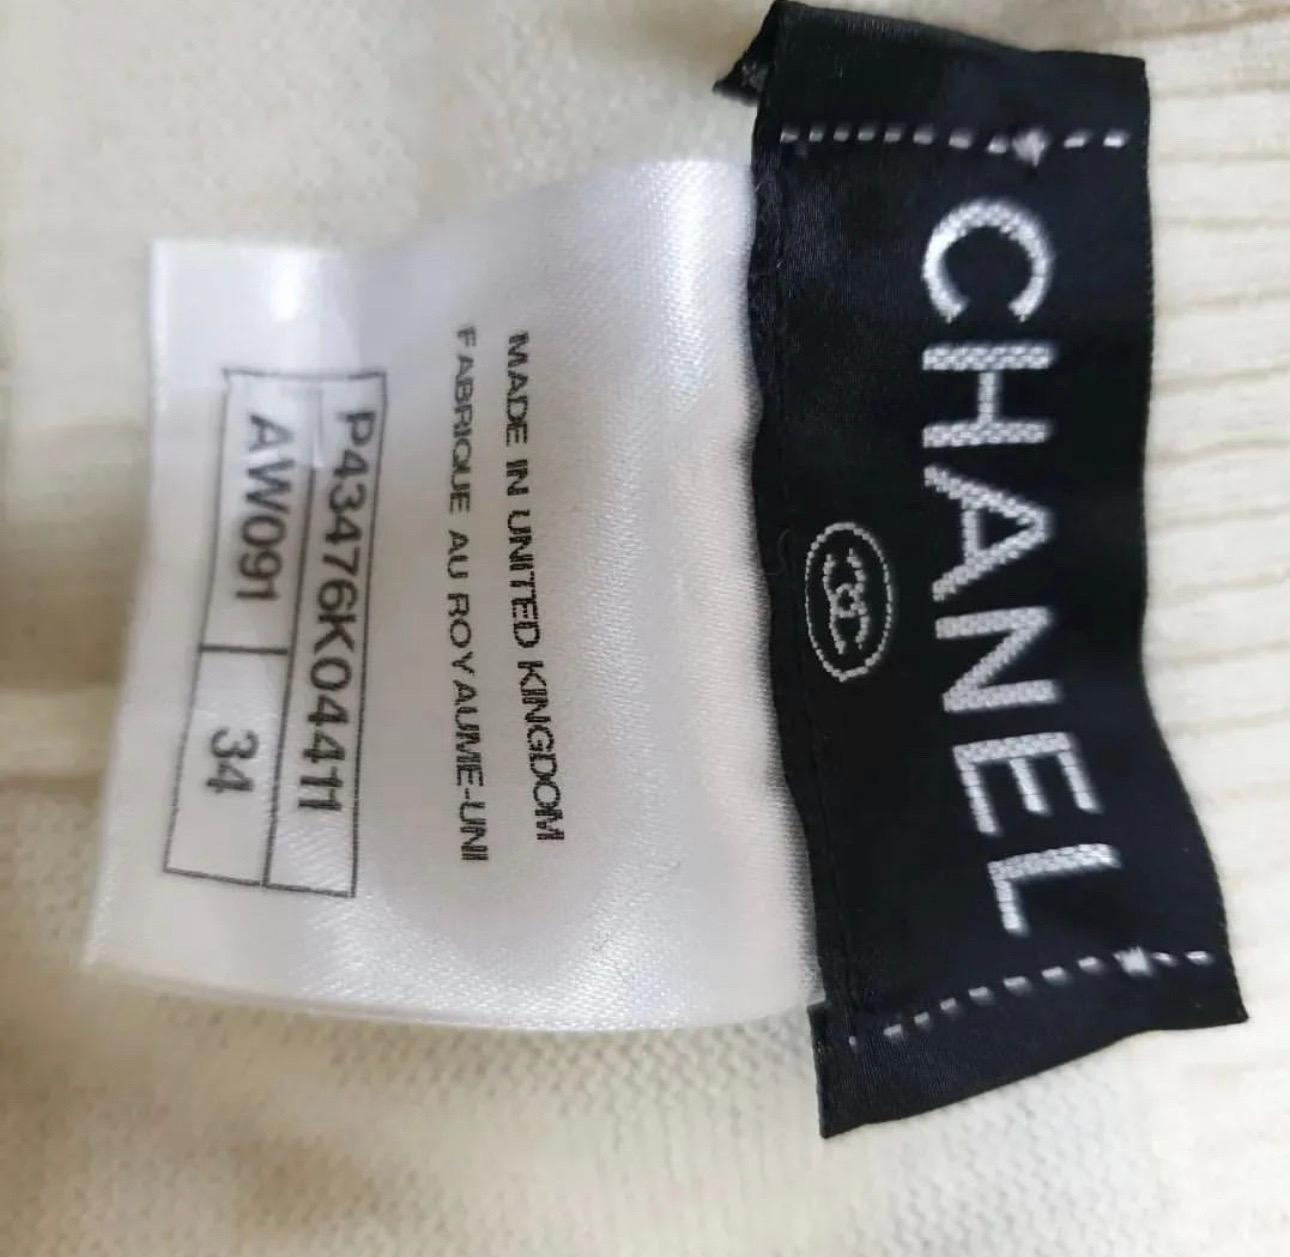 CHANEL
MADE IN UNITED KINGDOM
FABRIQUE AU ROYAUME-UNI
P43476K04411
AW091 34